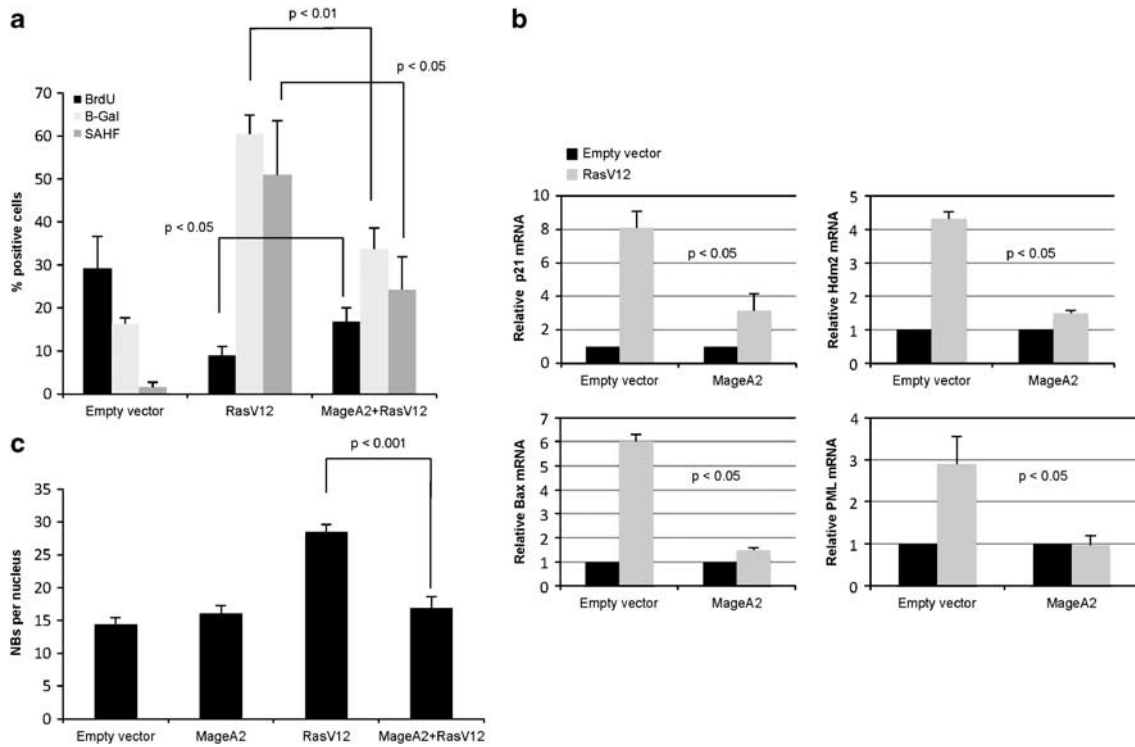 a
p < 0.01
p < 0.05
BrdU
B-Gal
SAHF
p < 0.05
% positive cells
70
60
50
40
30
20
10
0
Empty vector RasV12 MageA2+RasV12
b
Empty vector
RasV12
Relative p21 mRNA
10
8
6
4
2
0
p < 0.05
Empty vector MageA2
Relative Hdm2 mRNA
5
4
3
2
1
0
p < 0.05
Empty vector MageA2
Relative Bax mRNA
7
6
5
4
3
2
1
0
p < 0.05
Empty vector MageA2
Relative PML mRNA
4
3
2
1
0
p < 0.05
Empty vector MageA2
c
p < 0.001
NBs per nucleus
35
30
25
20
15
10
5
0
Empty vector MageA2 RasV12 MageA2+RasV12